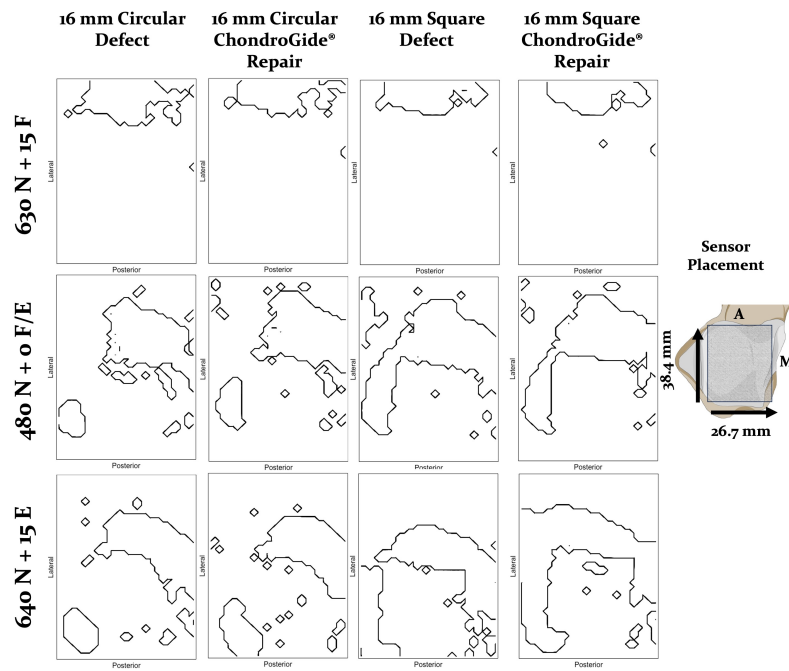 16 mm Circular
Defect
16 mm Circular
ChondroGide®
Repair
16 mm Square
Defect
16 mm Square
ChondroGide®
Repair
630 N + 15 F
Lateral
Lateral
Lateral
Lateral
Posterior
Posterior
Posterior
Posterior
480 N + 0 F/E
Lateral
Lateral
Lateral
Lateral
Posterior
Posterior
Posterior
Posterior
640 N + 15 E
Lateral
Lateral
Lateral
Lateral
Posterior
Posterior
Posterior
Posterior
Sensor
Placement
A
M
38.4 mm
26.7 mm